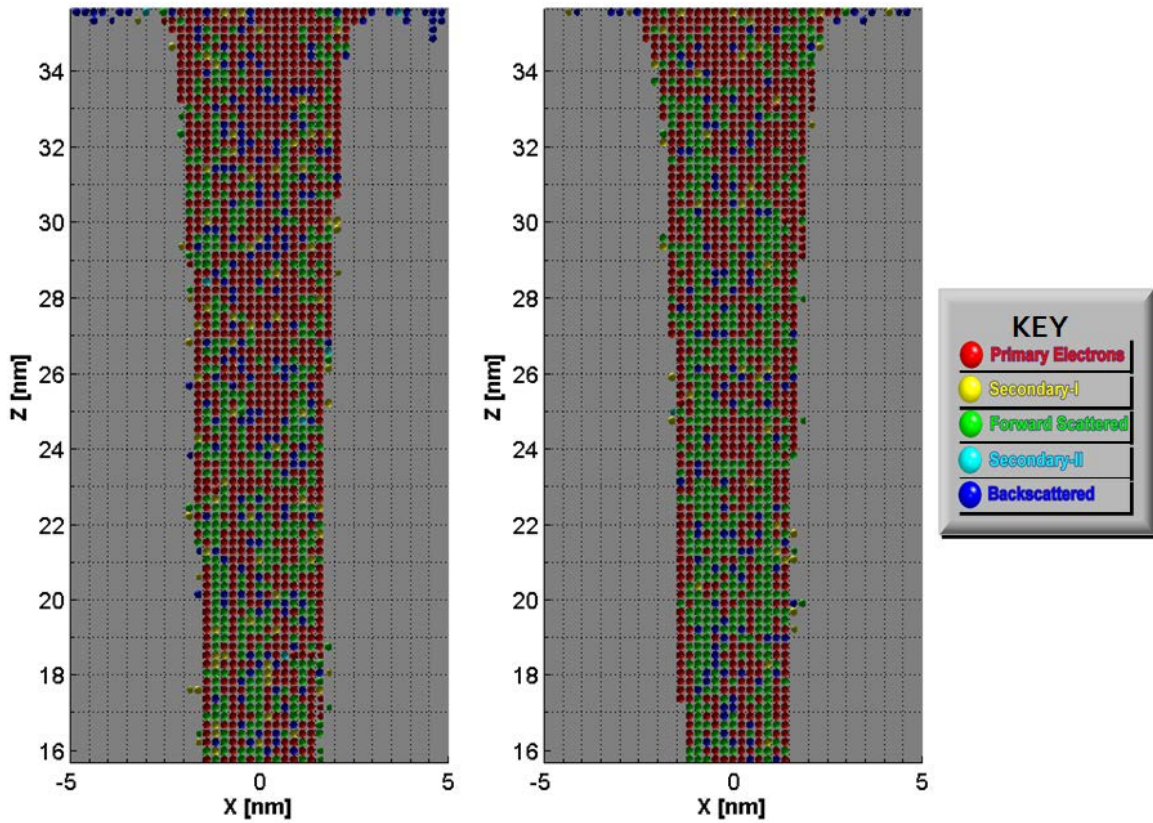 34
32
30
28
26
24
22
20
18
16
Z [nm]
-5
0
5
X [nm]
34
32
30
28
26
24
22
20
18
16
Z [nm]
-5
0
5
X [nm]
KEY
Primary Electrons
Secondary-I
Forward Scattered
Secondary-II
Backscattered